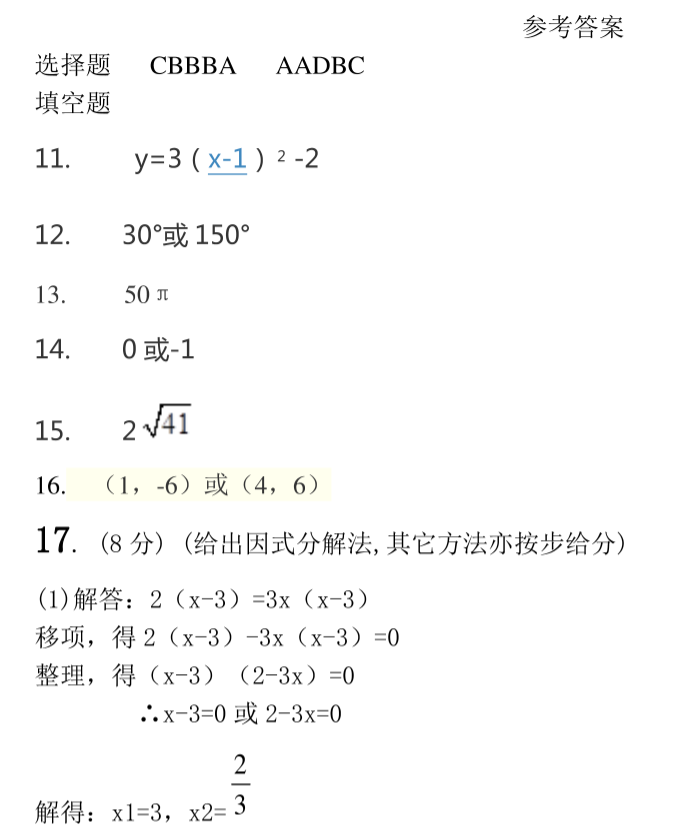 参考答案
选择题 CBBBA AADBC
填空题
11. y=3（x-1）² -2
12. 30°或 150°
13. 50 π
14. 0 或-1
15. 2√41
16. （1，-6）或（4，6）
17. (8 分) (给出因式分解法,其它方法亦按步给分)
(1)解答：2（x-3）=3x（x-3）
移项，得 2（x-3）-3x（x-3）=0
整理，得（x-3）（2-3x）=0
∴x-3=0 或 2-3x=0
解得：x1=3，x2= 2/3